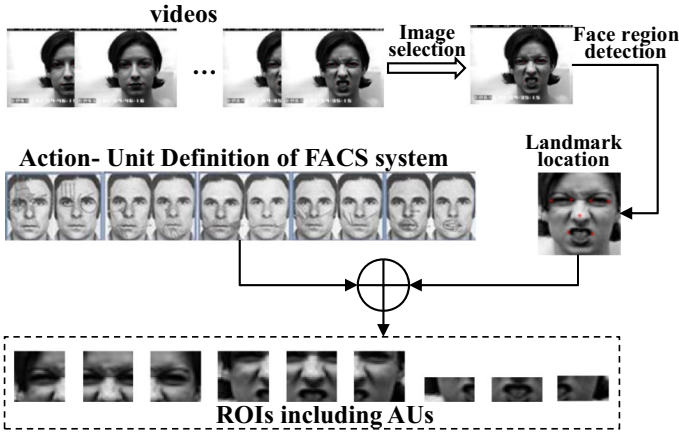 videos
Image
selection
Face region
detection
...
Landmark
location
Action- Unit Definition of FACS system
ROIs including AUs